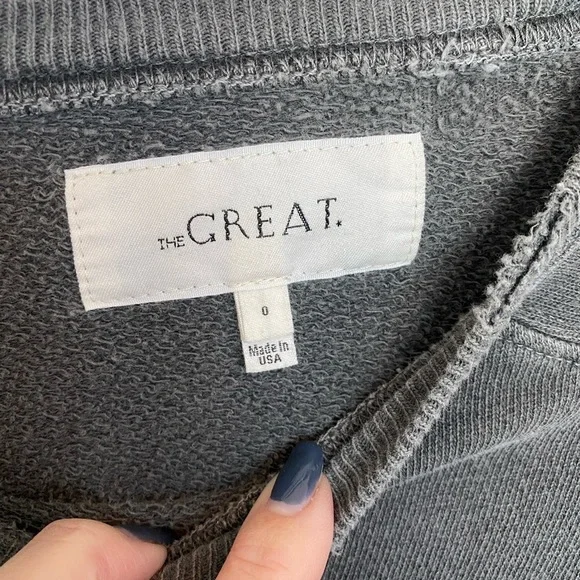 THE GREAT.
0
Made in
USA